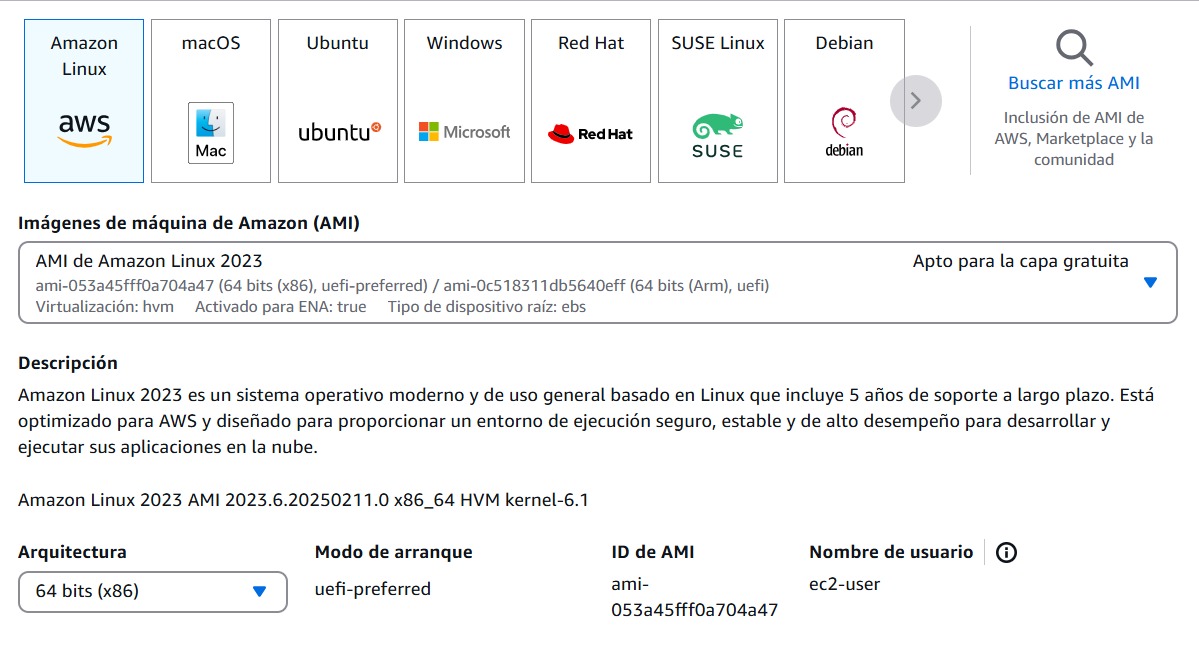 Amazon
Linux
aws
macOS
Mac
Ubuntu
ubuntu
Windows
Microsoft
Red Hat
Red Hat
SUSE Linux
SUSE
Debian
debian
Buscar más AMI
Inclusión de AMI de
AWS, Marketplace y la
comunidad
Imágenes de máquina de Amazon (AMI)
AMI de Amazon Linux 2023
Apto para la capa gratuita
ami-053a45fff0a704a47 (64 bits (x86), uefi-preferred) / ami-0c518311db5640eff (64 bits (Arm), uefi)
Virtualización: hvm Activado para ENA: true Tipo de dispositivo raíz: ebs
Descripción
Amazon Linux 2023 es un sistema operativo moderno y de uso general basado en Linux que incluye 5 años de soporte a largo plazo. Está
optimizado para AWS y diseñado para proporcionar un entorno de ejecución seguro, estable y de alto desempeño para desarrollar y
ejecutar sus aplicaciones en la nube.
Amazon Linux 2023 AMI 2023.6.20250211.0 x86_64 HVM kernel-6.1
Arquitectura
64 bits (x86)
Modo de arranque
uefi-preferred
ID de AMI
ami-
053a45fff0a704a47
Nombre de usuario
ec2-user